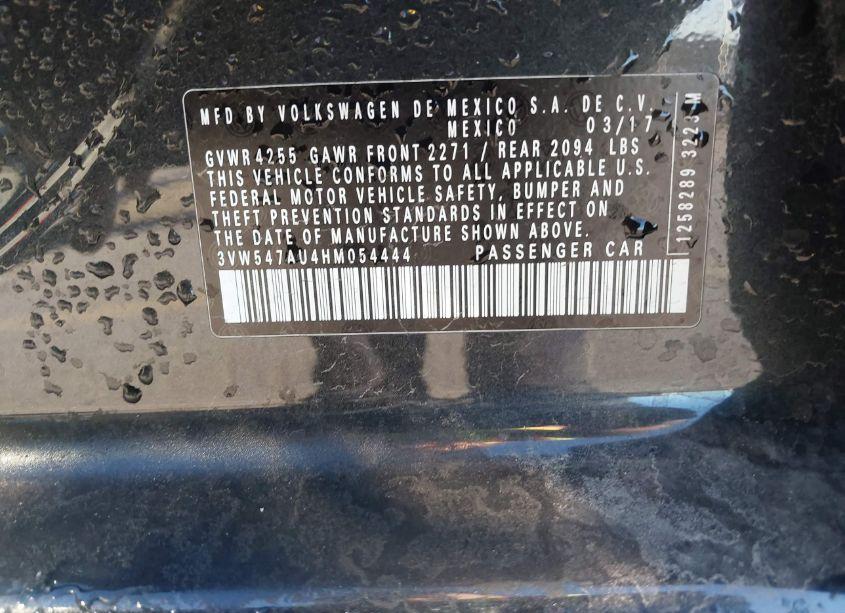 MFD BY VOLKSWAGEN DE MEXICO S.A. DE C.V.
MEXICO 03/17
GVWR 4255 GAWR FRONT 2271 / REAR 2094 LBS
THIS VEHICLE CONFORMS TO ALL APPLICABLE U.S.
FEDERAL MOTOR VEHICLE SAFETY, BUMPER AND
THEFT PREVENTION STANDARDS IN EFFECT ON
THE DATE OF MANUFACTURE SHOWN ABOVE.
3VW547AU4HM054444 PASSENGER CAR
1258289 3223 M